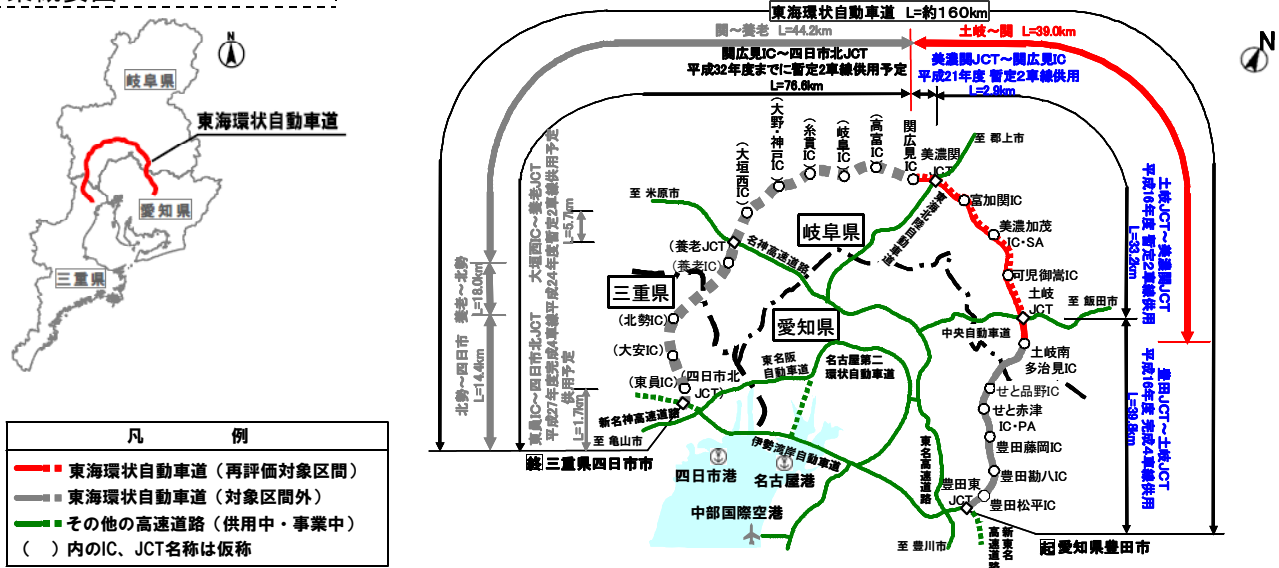 岐阜県
東海環状自動車道
愛知県
三重県
N
凡 例
東海環状自動車道（再評価対象区間）
東海環状自動車道（対象区間外）
その他の高速道路（供用中・事業中）
（ ）内のIC、JCT名称は仮称
東海環状自動車道 L=約160km
関～養老 L=44.2km
土岐～関 L=39.0km
関広見IC～四日市北JCT
平成32年度までに暫定2車線供用予定
L=76.6km
美濃関JCT～関広見IC
平成21年度 暫定2車線供用
L=2.9km
N
土岐JCT～美濃関JCT
平成16年度 暫定2車線供用
L=33.2km
豊田JCT～土岐JCT
平成16年度 完成4車線供用
L=39.8km
養老～北勢
L=18.0km
北勢～四日市
L=14.4km
大垣西IC～養老JCT
平成24年度暫定2車線供用予定
L=5.7km
東員IC～四日市北JCT
平成27年度完成4車線
供用予定
L=1.7km
（大垣西IC）
（大野・神戸IC）
（糸貫IC）
（岐阜IC）
（高富IC）
関広見IC
美濃関
JCT
至 郡上市
富加関IC
美濃加茂
IC・SA
可児御嵩IC
土岐
JCT
至 飯田市
中央自動車道
土岐南
多治見IC
せと品野IC
せと赤津
IC・PA
豊田藤岡IC
豊田勘八IC
豊田松平IC
豊田東
JCT
新東名
高速道路
起 愛知県豊田市
至 豊川市
東名高速道路
至 米原市
（養老JCT）
（養老IC）
名神高速道路
東海北陸自動車道
岐阜県
三重県
愛知県
（北勢IC）
（大安IC）
（東員IC）
（四日市北
JCT）
東名阪
自動車道
名古屋第二
環状自動車道
新名神高速道路
至 亀山市
終 三重県四日市市
伊勢湾岸自動車道
四日市港
名古屋港
中部国際空港